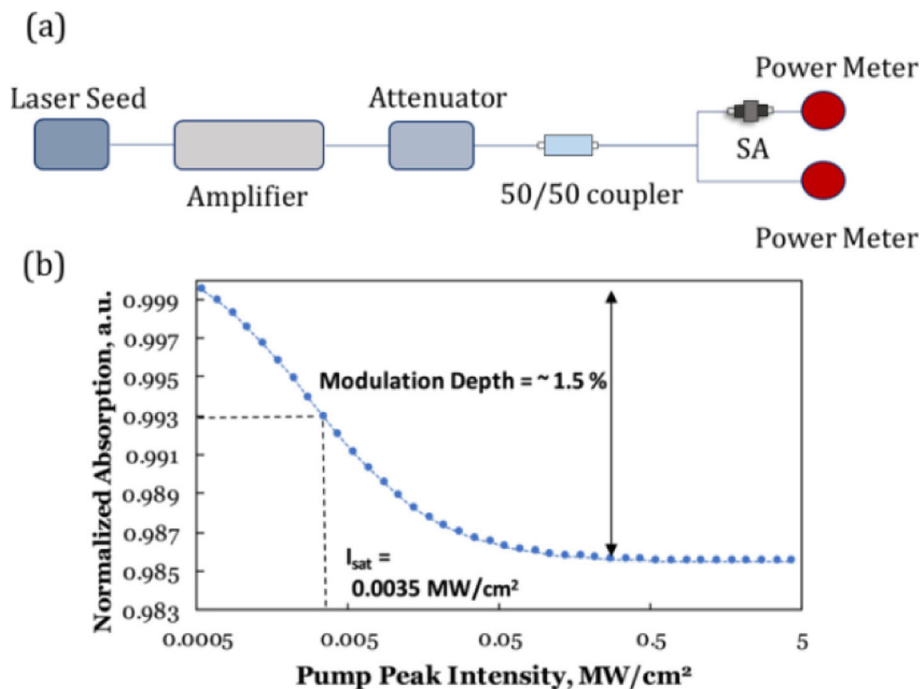 (a)
Power Meter
Laser Seed
Attenuator
SA
Amplifier
50/50 coupler
Power Meter
(b)
Normalized Absorption, a.u.
0.999
0.997
0.995
0.993
0.991
0.989
0.987
0.985
0.983
Modulation Depth = ~ 1.5 %
Isat =
0.0035 MW/cm²
0.0005
0.005
0.05
0.5
5
Pump Peak Intensity, MW/cm²